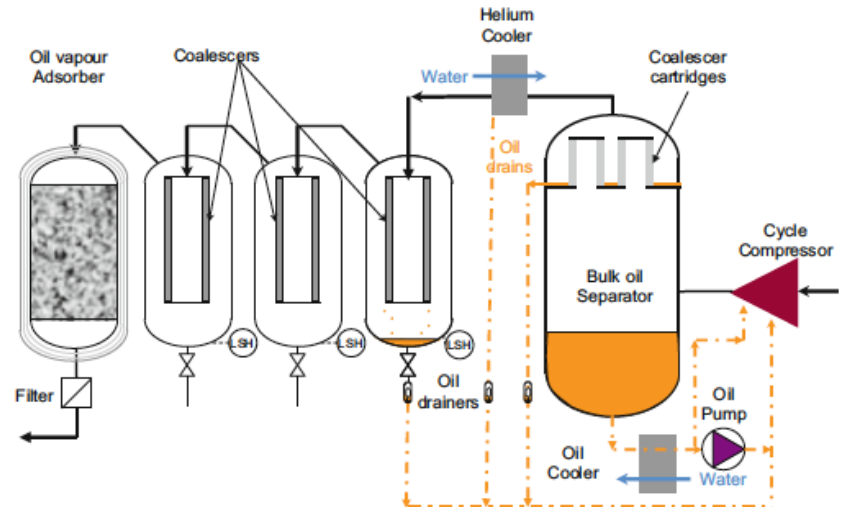 Helium
Cooler
Oil vapour
Adsorber
Coalescers
Water
Coalescer
cartridges
Oil
drains
Cycle
Compressor
Bulk oil
Separator
LSH
LSH
LSH
Filter
Oil
drainers
Oil
Pump
Oil
Cooler
Water